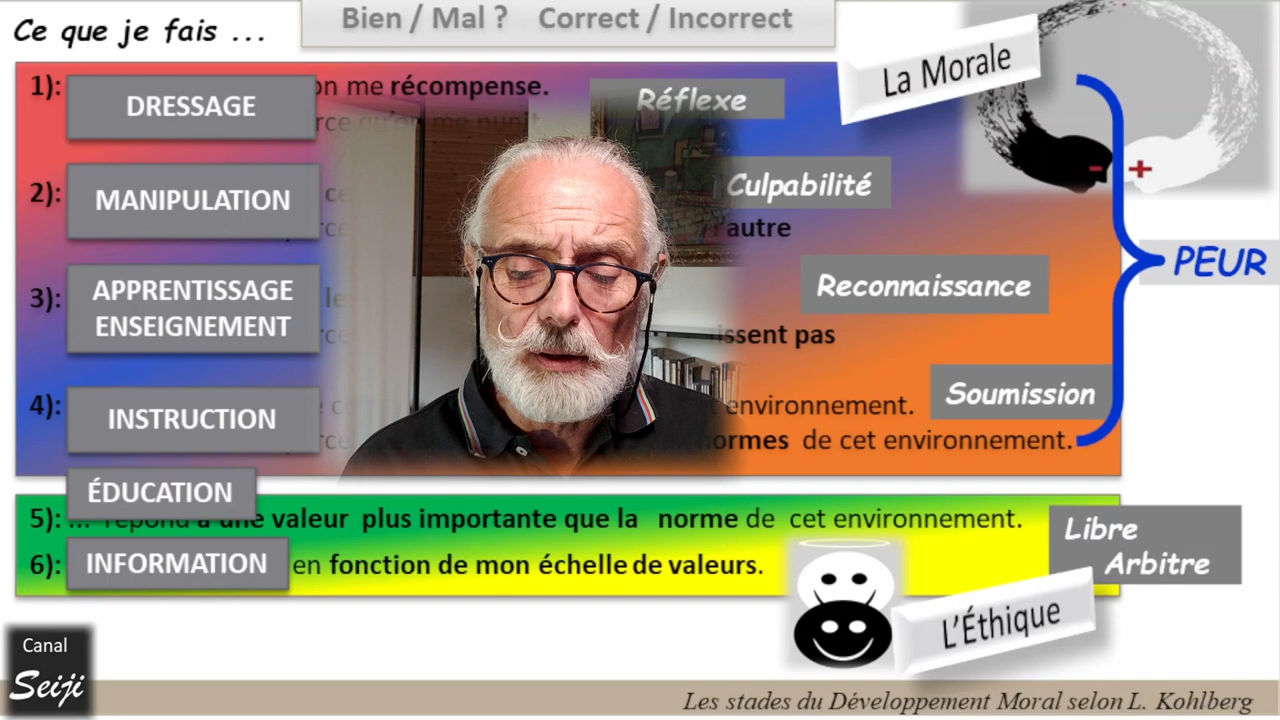 Ce que je fais ...
Bien / Mal ? Correct / Incorrect
La Morale
1): DRESSAGE on me récompense.
Réflexe
- +
2): MANIPULATION ce
Culpabilité
l'autre
PEUR
3): APPRENTISSAGE
ENSEIGNEMENT
Reconnaissance
issent pas
4): INSTRUCTION
environnement.
Soumission
normes de cet environnement.
ÉDUCATION
5): ... répond à une valeur plus importante que la norme de cet environnement.
6): INFORMATION en fonction de mon échelle de valeurs.
Libre
Arbitre
L'Éthique
Canal
Seiji
Les stades du Développement Moral selon L. Kohlberg